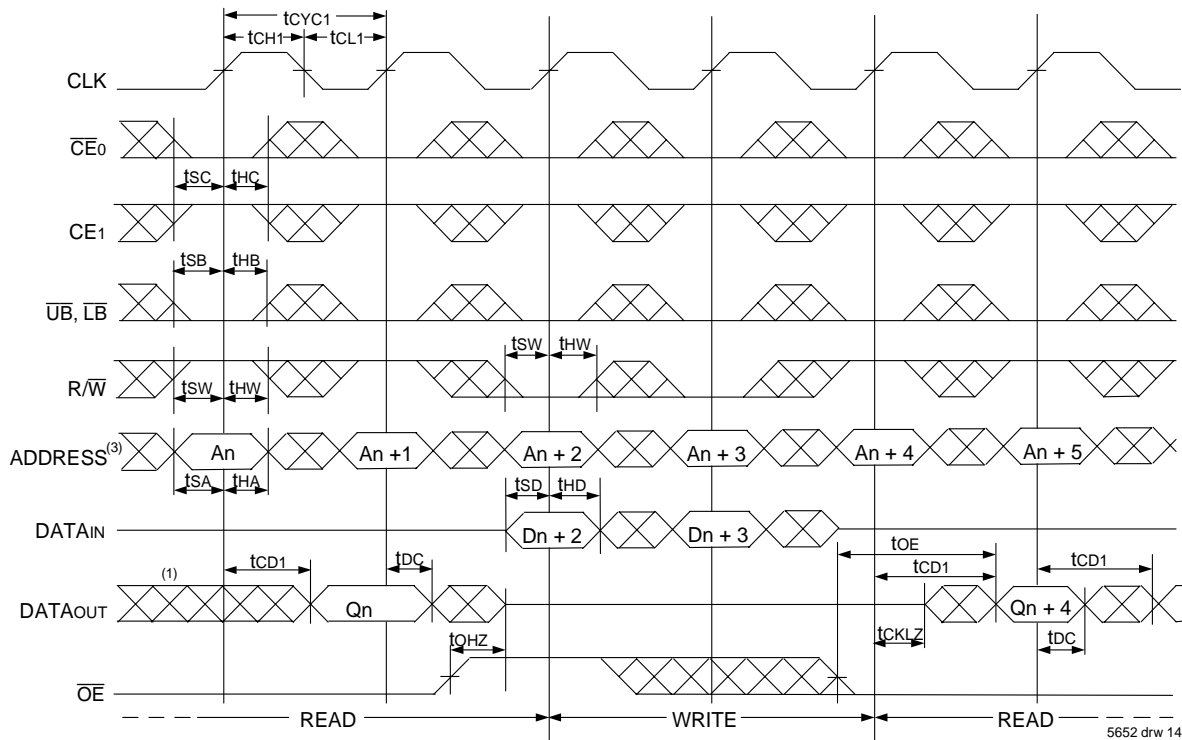 tCYC1
tCH1 tCL1
CLK
CE0
tSC tHC
CE1
tSB tHB
UB, LB
tSW tHW
R/W
tSW tHW
ADDRESS(3) An An +1 An + 2 An + 3 An + 4 An + 5
tSA tHA tSD tHD
DATAIN Dn + 2 Dn + 3
tOE
(1) tCD1 tDC tCD1 tCD1
DATAOUT Qn Qn + 4
tOHZ tCKLZ tDC
OE
READ WRITE READ
5652 drw 14